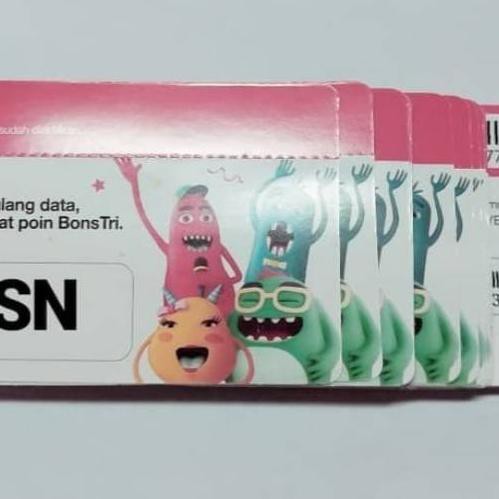 sudah diaktifkan.
ulang data,
at poin BonsTri.
SN